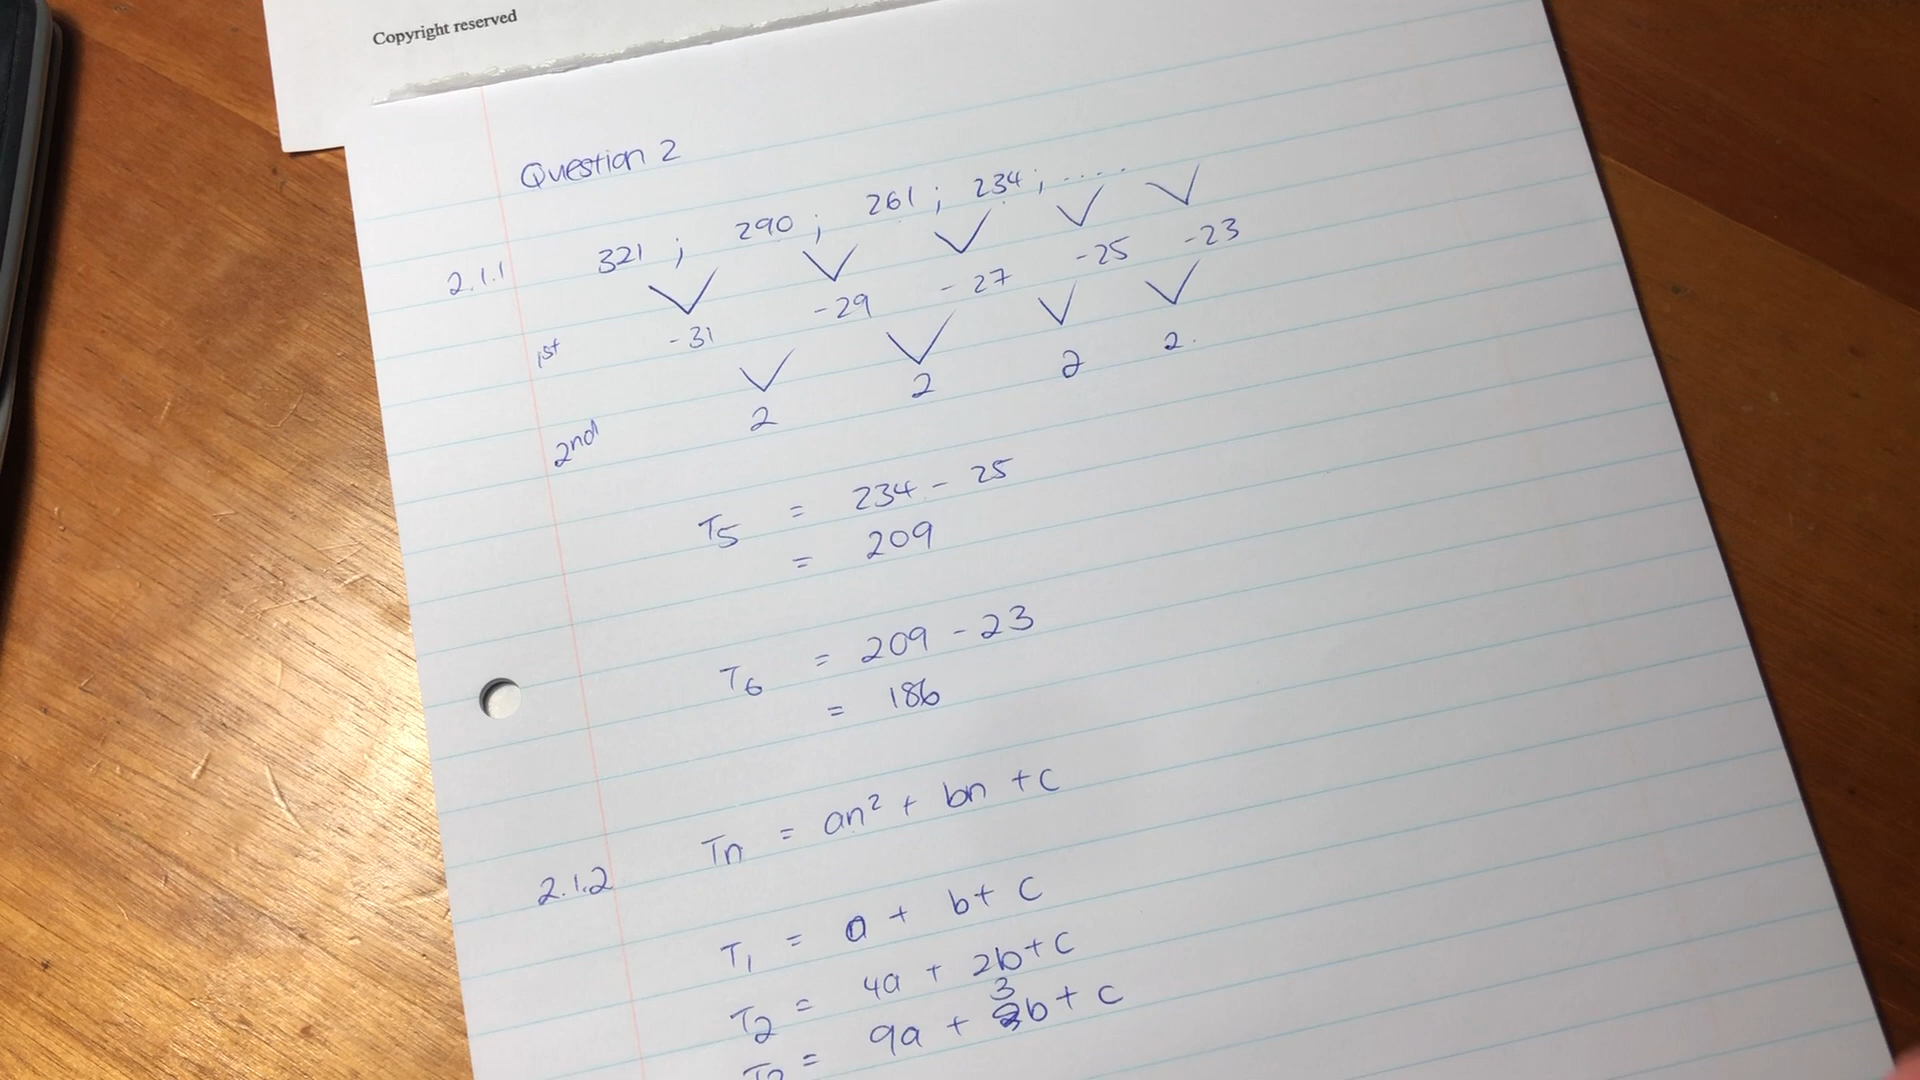 Copyright reserved
Question 2
2.1.1 321 ; 290 ; 261 ; 234 ; ....
1st -31 -29 -27 -25 -23
2nd 2 2 2 2.
T5 = 234 - 25
= 209
T6 = 209 - 23
= 186
2.1.2 Tn = an² + bn + c
T1 = a + b + c
T2 = 4a + 2b + c
= 9a + 3b + c